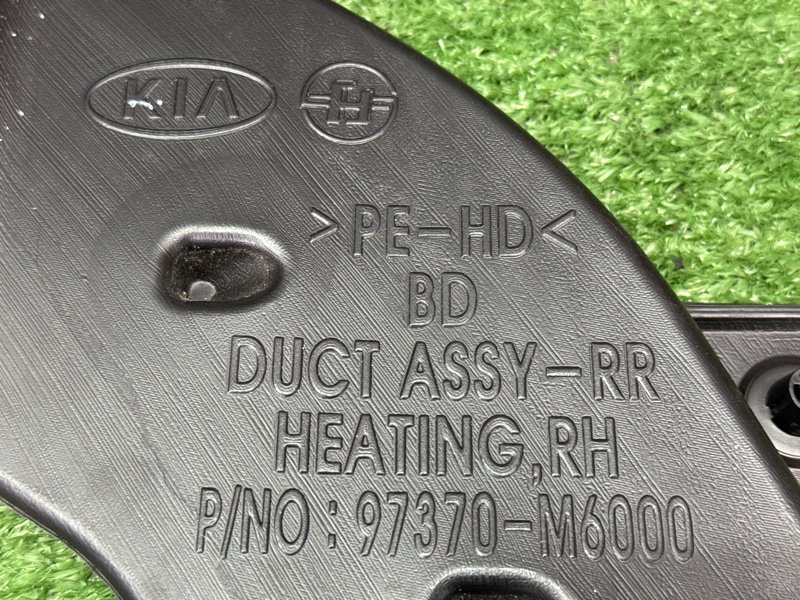 KIA H
>PE-HD<
BD
DUCT ASSY-RR
HEATING,RH
P/NO : 97370-M6000